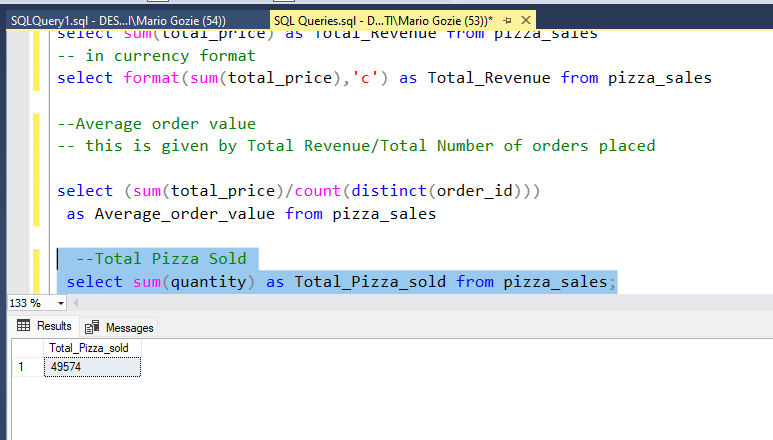 SQLQuery1.sql - DES...I\Mario Gozie (54))
SQL Queries.sql - D...TI\Mario Gozie (53))*
select sum(total_price) as Total_Revenue from pizza_sales
-- in currency format
select format(sum(total_price),'c') as Total_Revenue from pizza_sales
--Average order value
-- this is given by Total Revenue/Total Number of orders placed
select (sum(total_price)/count(distinct(order_id)))
as Average_order_value from pizza_sales
--Total Pizza Sold
select sum(quantity) as Total_Pizza_sold from pizza_sales;
133 %
Results
Messages
Total_Pizza_sold
1 49574